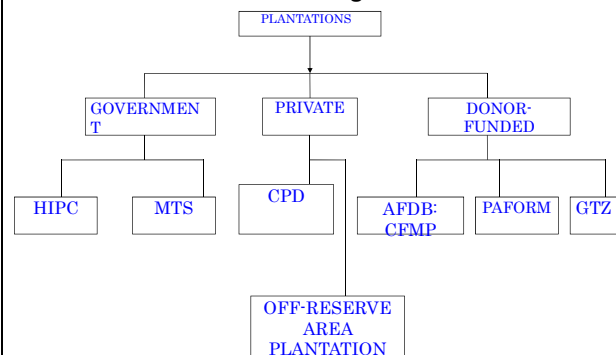 PLANTATIONS
GOVERNMEN
T
PRIVATE
DONOR-
FUNDED
HIPC
MTS
CPD
AFDB:
CFMP
PAFORM
GTZ
OFF-RESERVE
AREA
PLANTATION